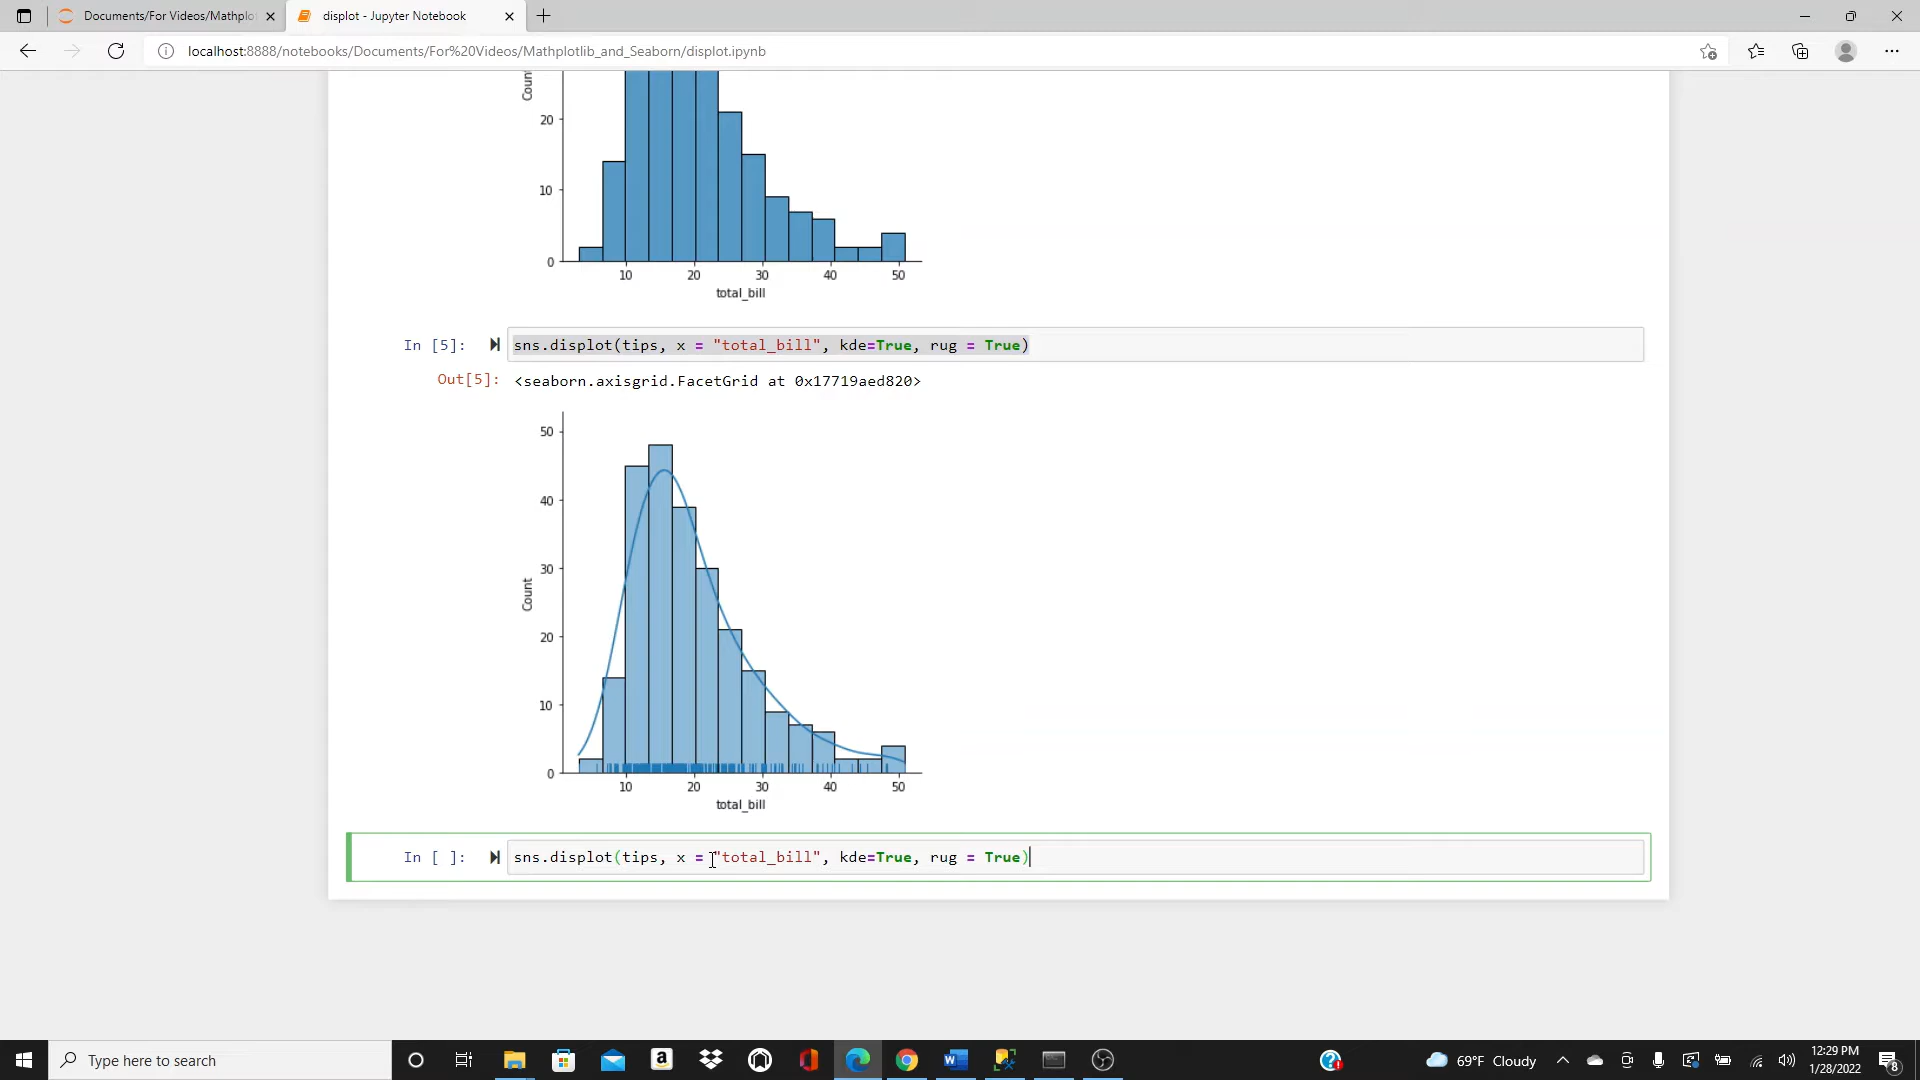 Documents/For Videos/Mathplo
displot - Jupyter Notebook
localhost:8888/notebooks/Documents/For%20Videos/Mathplotlib_and_Seaborn/displot.ipynb
Count
20
10
0
10 20 30 40 50
total_bill
In [5]: sns.displot(tips, x = "total_bill", kde=True, rug = True)
Out[5]: <seaborn.axisgrid.FacetGrid at 0x17719aed820>
50
40
30
20
10
0
Count
10 20 30 40 50
total_bill
In [ ]: sns.displot(tips, x = "total_bill", kde=True, rug = True)
Type here to search
69°F Cloudy
12:29 PM
1/28/2022
8